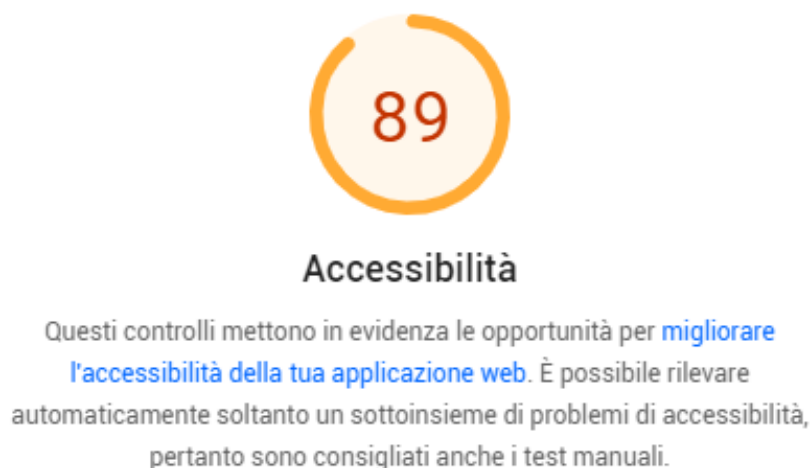 89
Accessibilità
Questi controlli mettono in evidenza le opportunità per migliorare
l'accessibilità della tua applicazione web. È possibile rilevare
automaticamente soltanto un sottoinsieme di problemi di accessibilità,
pertanto sono consigliati anche i test manuali.